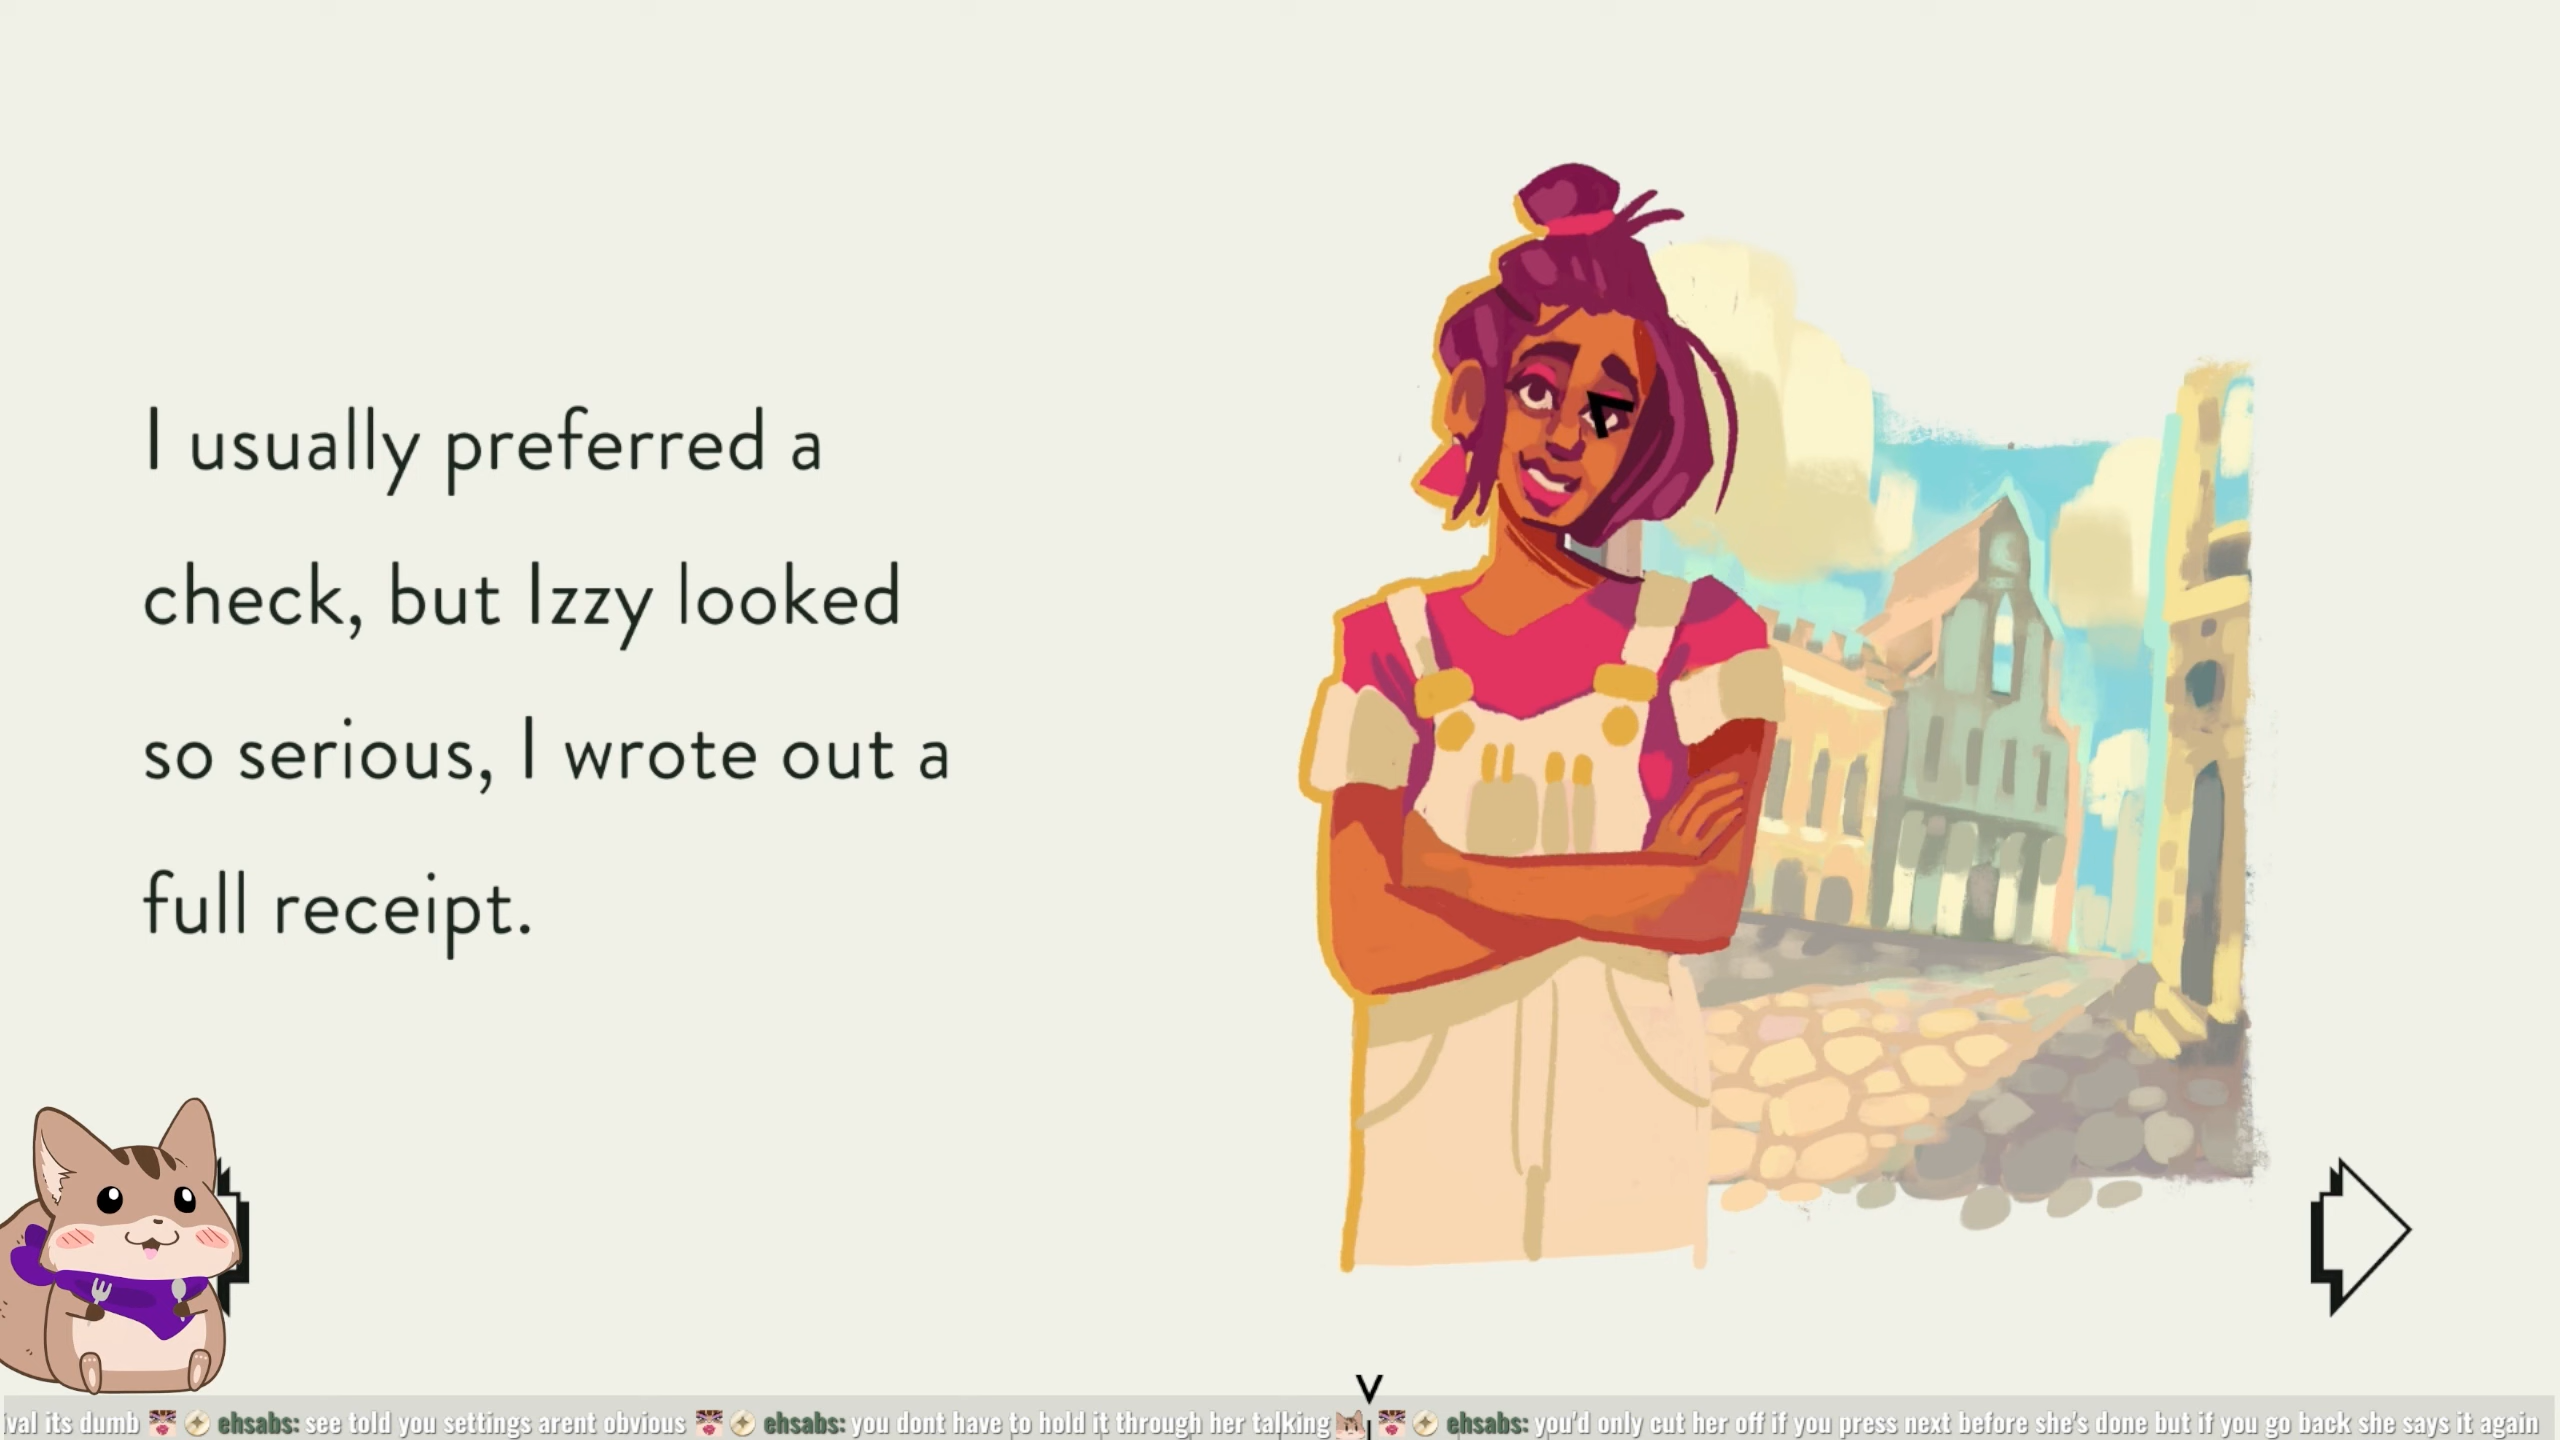 I usually preferred a
check, but Izzy looked
so serious, I wrote out a
full receipt.
ival its dumb ehsabs: see told you settings arent obvious ehsabs: you dont have to hold it through her talking ehsabs: you'd only cut her off if you press next before she's done but if you go back she says it again